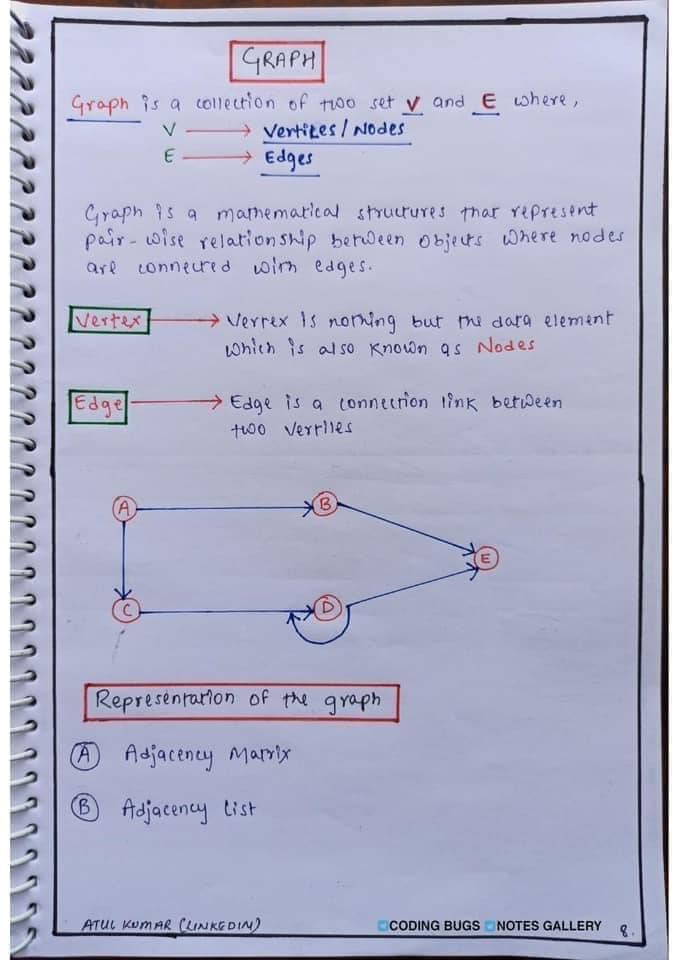 GRAPH
Graph is a collection of two set V and E where,
V → Vertices/Nodes
E → Edges
Graph is a mathematical structures that represent
pair-wise relationship between objects where nodes
are connected with edges.
Vertex → Vertex is nothing but the data element
which is also known as Nodes
Edge → Edge is a connection link between
two vertices
A
B
E
C
D
Representation of the graph
A Adjacency Matrix
B Adjacency List
ATUL KUMAR (LINKEDIN)
CODING BUGS NOTES GALLERY
8.